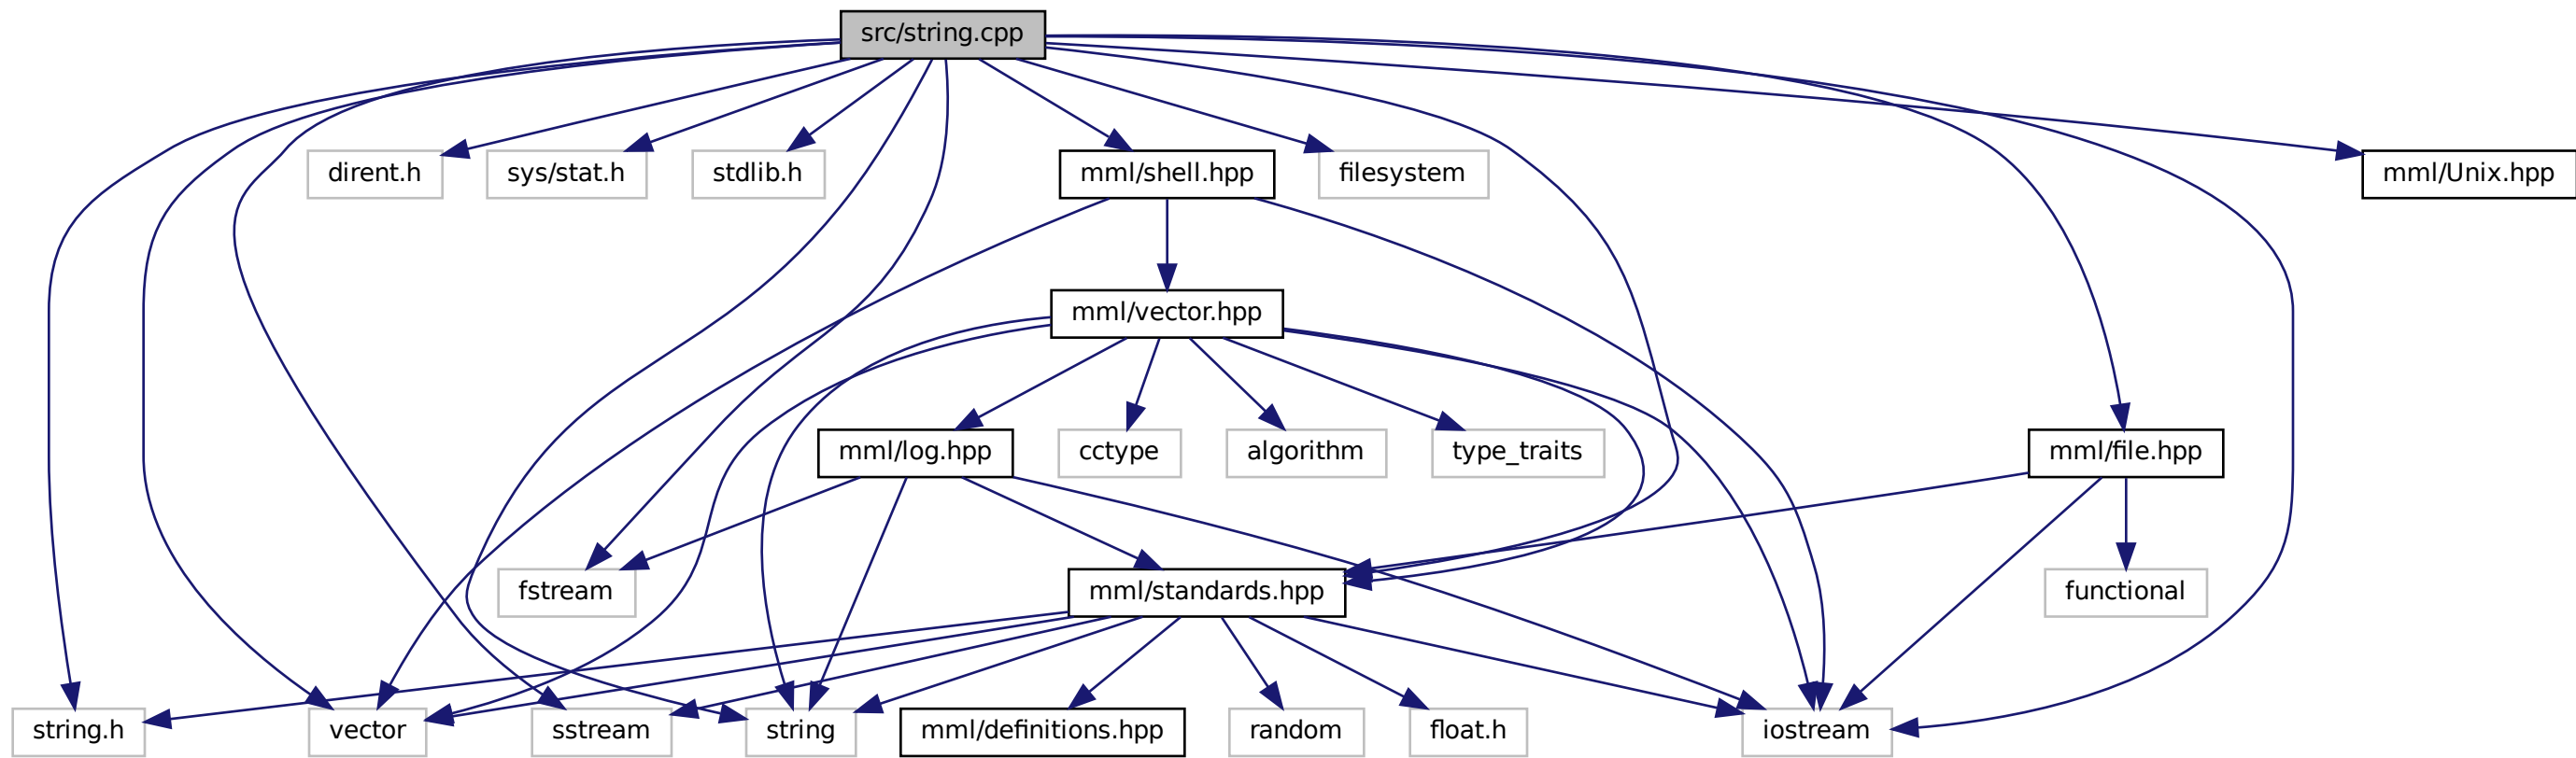 src/string.cpp
dirent.h
sys/stat.h
stdlib.h
mml/shell.hpp
filesystem
mml/Unix.hpp
mml/vector.hpp
mml/log.hpp
cctype
algorithm
type_traits
mml/file.hpp
fstream
mml/standards.hpp
functional
string.h
vector
sstream
string
mml/definitions.hpp
random
float.h
iostream